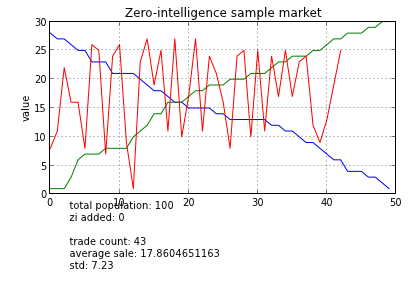 Zero-intelligence sample market
30
25
20
15
10
5
0
value
0 10 20 30 40 50
total population: 100
zi added: 0
trade count: 43
average sale: 17.8604651163
std: 7.23